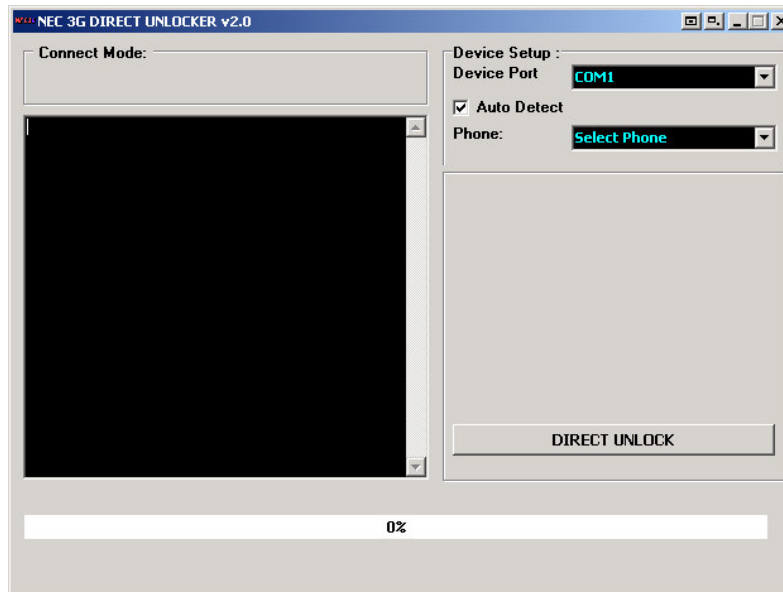 NEC 3G DIRECT UNLOCKER v2.0
Connect Mode:
Device Setup :
Device Port
COM1
Auto Detect
Phone:
Select Phone
DIRECT UNLOCK
0%